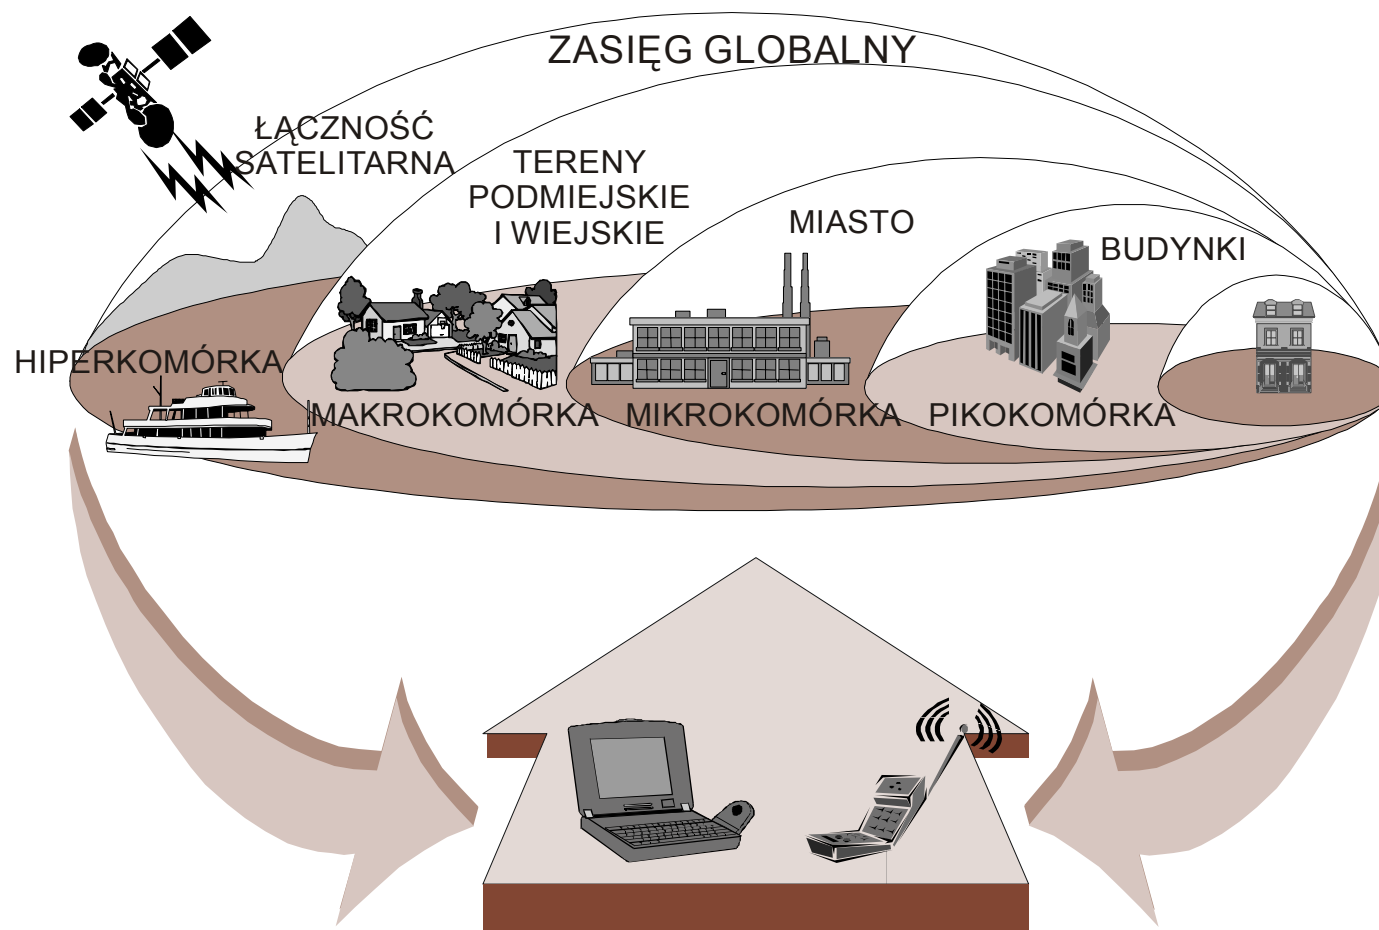 ZASIĘG GLOBALNY
ŁĄCZNOŚĆ
SATELITARNA
TERENY
PODMIEJSKIE
I WIEJSKIE
MIASTO
BUDYNKI
HIPERKOMÓRKA
MAKROKOMÓRKA
MIKROKOMÓRKA
PIKOKOMÓRKA